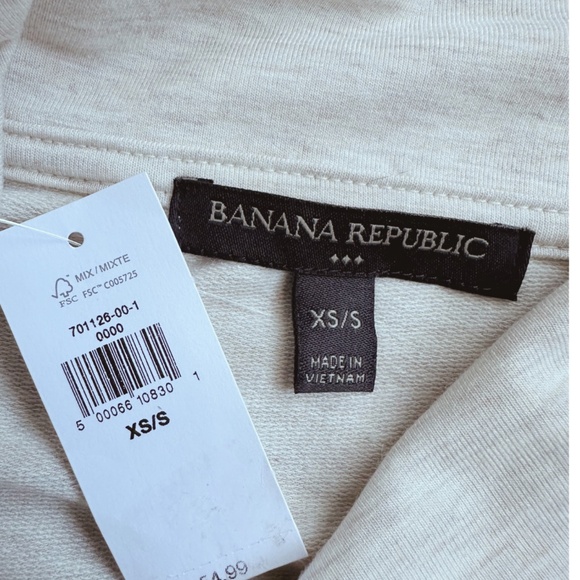 MIX / MIXTE
FSC FSC™ C005725
701126-00-1
0000
5 00066 10830 1
XS/S
BANANA REPUBLIC
XS/S
MADE IN
VIETNAM